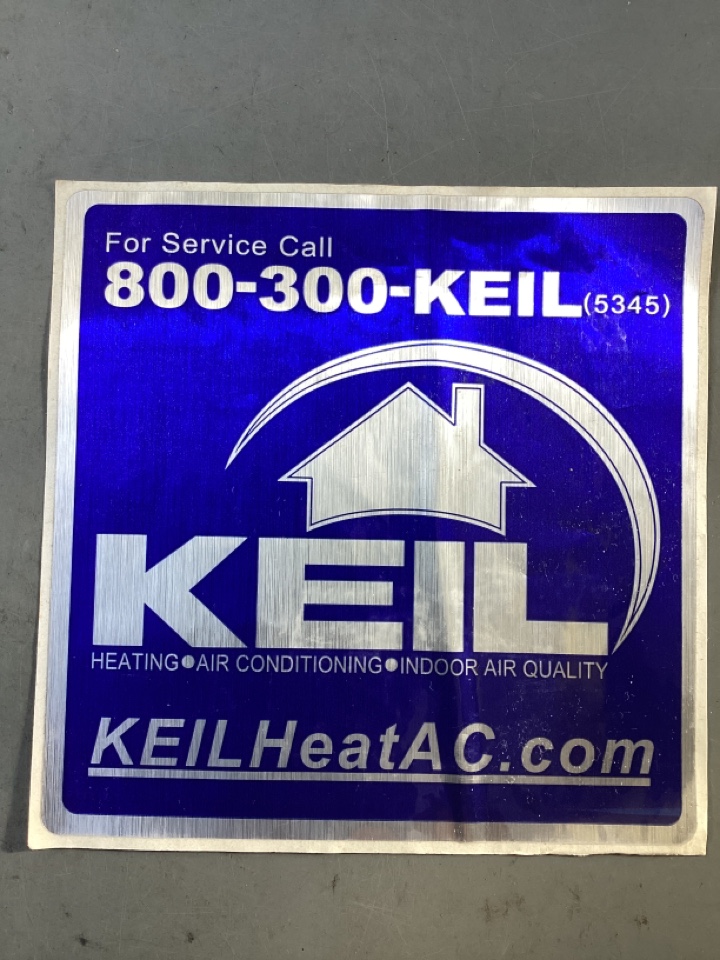 For Service Call
800-300-KEIL(5345)
KEIL
HEATING•AIR CONDITIONING•INDOOR AIR QUALITY
KEILHeatAC.com